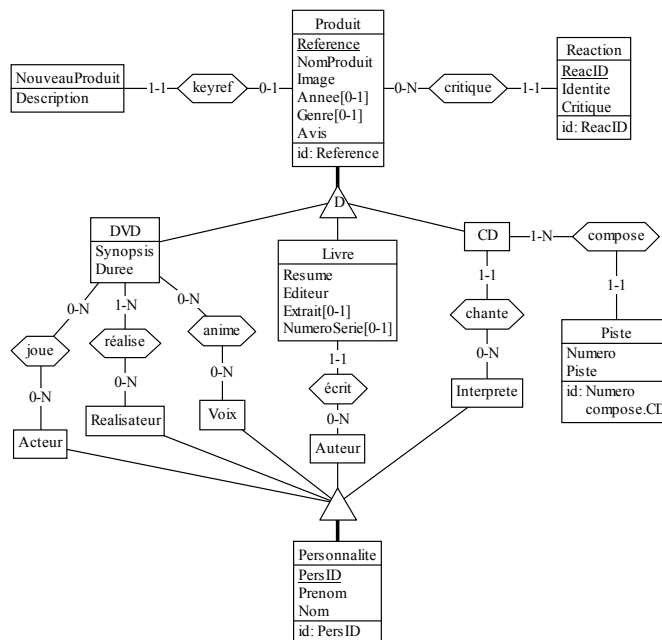 Produit
Reference
NomProduit
Image
Annee[0-1]
Genre[0-1]
Avis
id: Reference
NouveauProduit
Description
1-1
keyref
0-1
0-N
critique
1-1
Reaction
ReacID
Identite
Critique
id: ReacID
D
DVD
Synopsis
Duree
Livre
Resume
Editeur
Extrait[0-1]
NumeroSerie[0-1]
CD
1-N
compose
1-1
Piste
Numero
Piste
id: Numero
compose.CD
0-N
joue
0-N
Acteur
1-N
réalise
0-N
Realisateur
0-N
anime
0-N
Voix
1-1
écrit
0-N
Auteur
1-1
chante
0-N
Interprete
Personnalite
PersID
Prenom
Nom
id: PersID